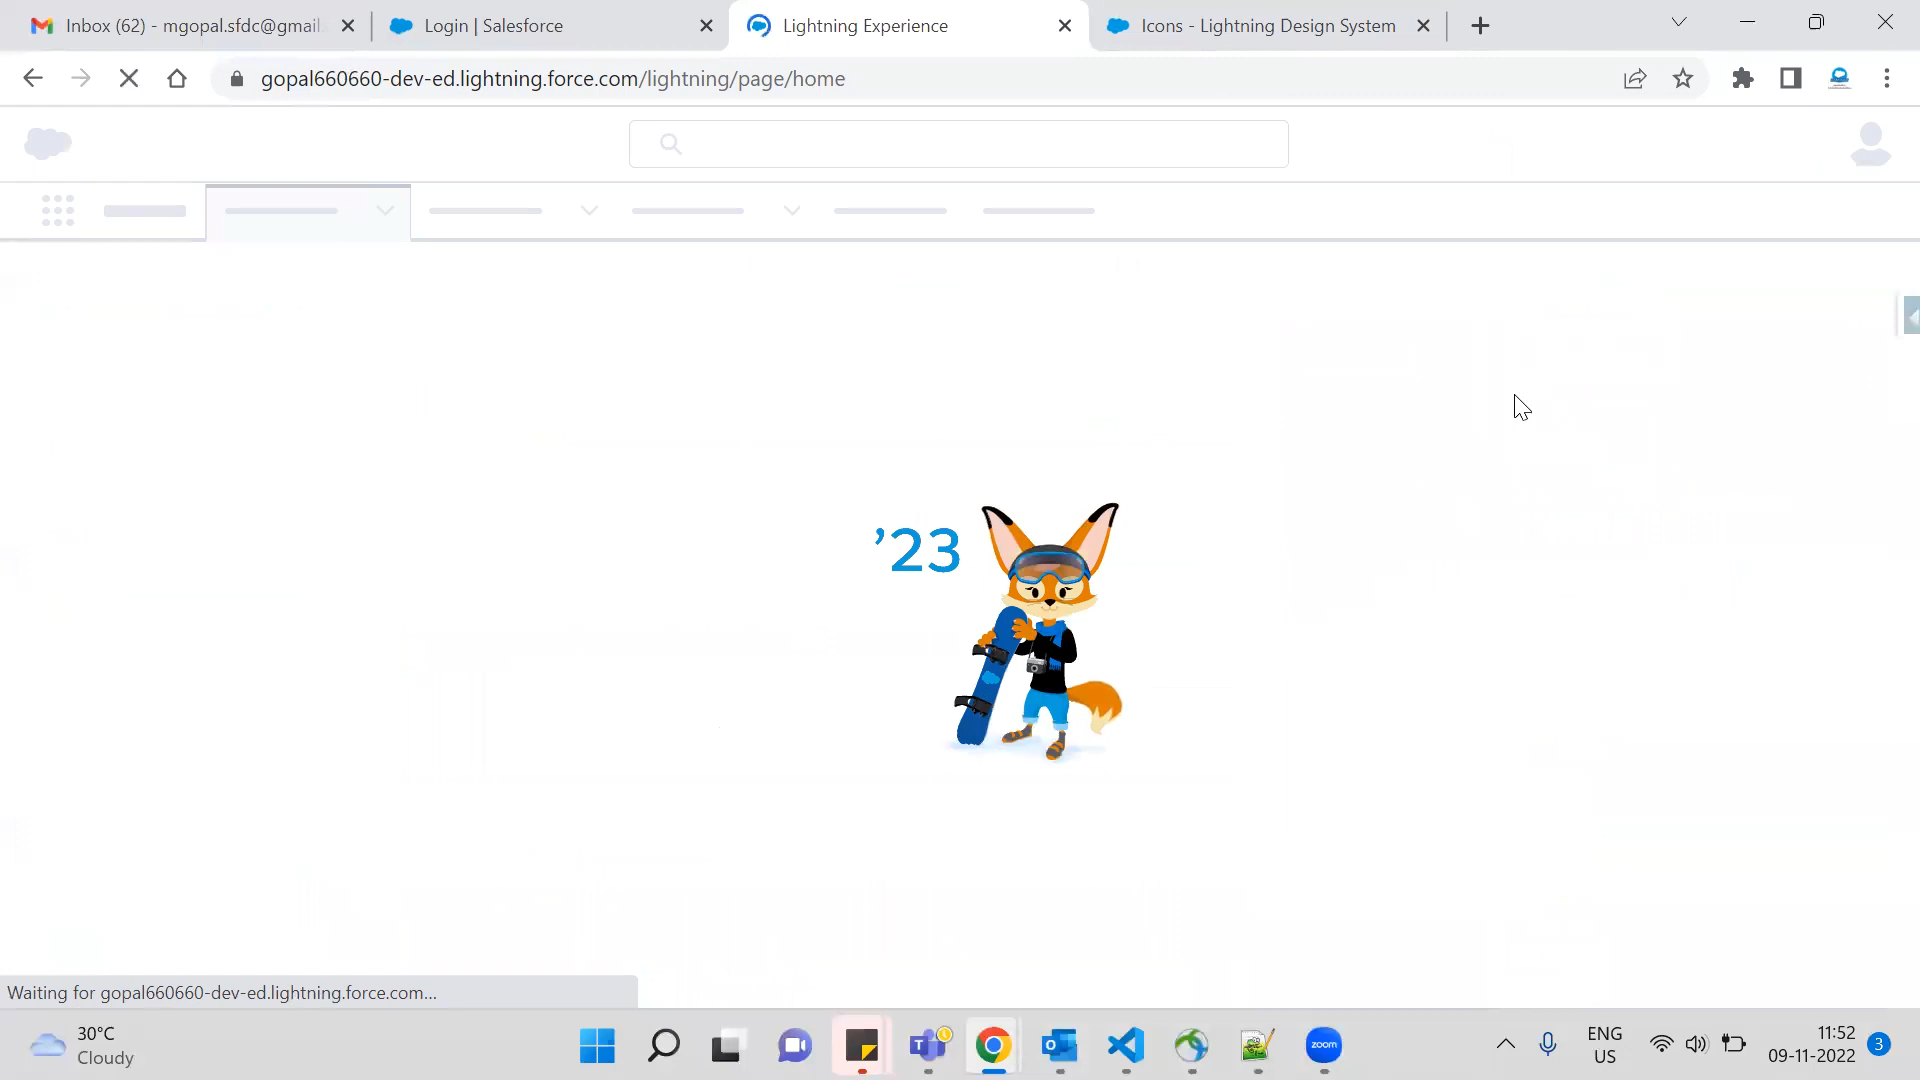 Inbox (62) - mgopal.sfdc@gmail.
Login | Salesforce
Lightning Experience
Icons - Lightning Design System
gopal660660-dev-ed.lightning.force.com/lightning/page/home
’23
Waiting for gopal660660-dev-ed.lightning.force.com...
30°C
Cloudy
T
O
zoom
ENG
US
11:52
09-11-2022
3